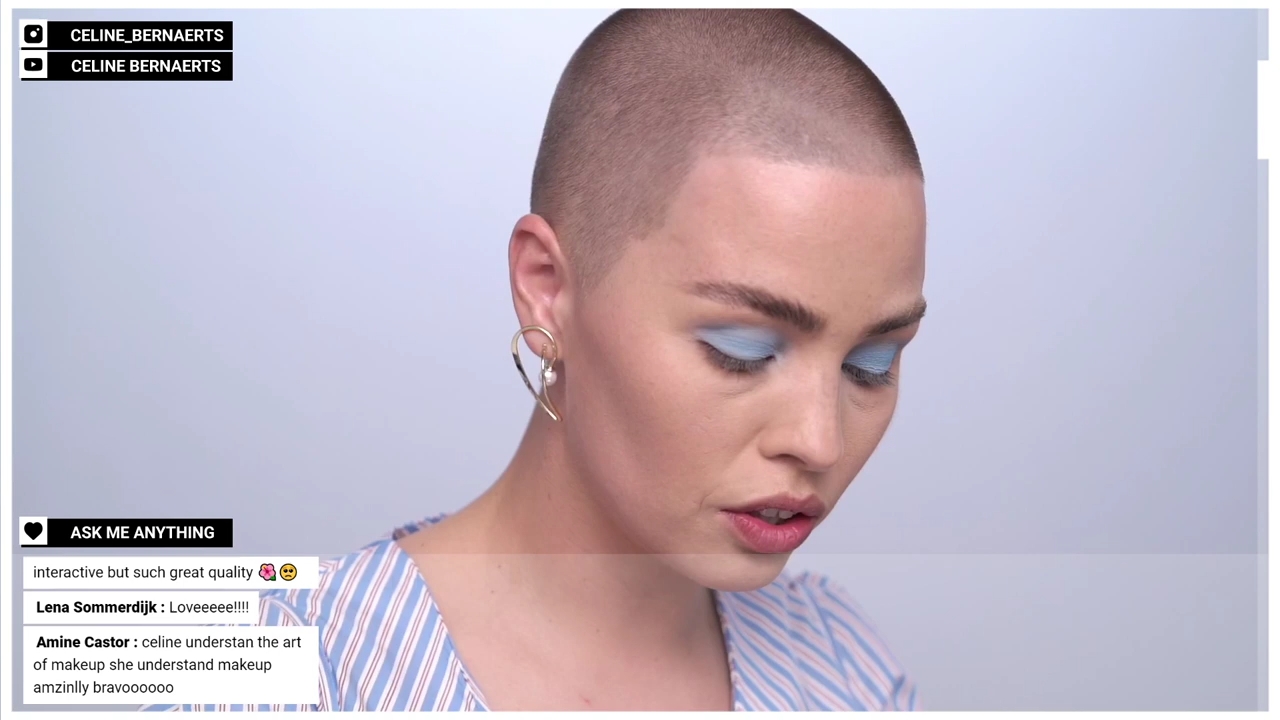 CELINE_BERNAERTS
CELINE BERNAERTS
ASK ME ANYTHING
interactive but such great quality 🌺🥺
Lena Sommerdijk : Loveeeee!!!!
Amine Castor : celine understan the art
of makeup she understand makeup
amzinlly bravoooooo